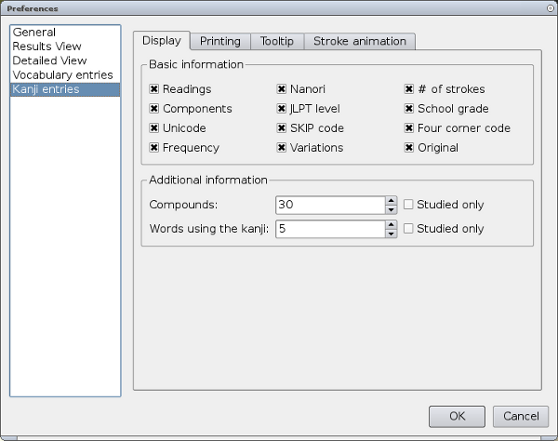 Preferences
General
Results View
Detailed View
Vocabulary entries
Kanji entries
Display Printing Tooltip Stroke animation
Basic information
Readings Nanori # of strokes
Components JLPT level School grade
Unicode SKIP code Four corner code
Frequency Variations Original
Additional information
Compounds: 30 Studied only
Words using the kanji: 5 Studied only
OK Cancel